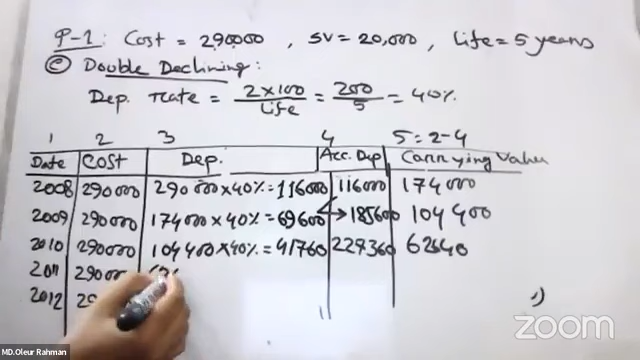 P-1: Cost = 290000, SV = 20,000, Life = 5 years
(C) Double Declining:
Dep. rate = 2×100/Life = 200/5 = 40%
1 2 3 4 5=2-4
Date Cost Dep. Acc. Dep Carrying Value
2008 290000 290000×40%=116000 116000 174000
2009 290000 174000×40%=69600 → 185600 104400
2010 290000 104400×40%=41760 227360 62640
2011 290000
2012
zoom
MD.Oleur Rahman